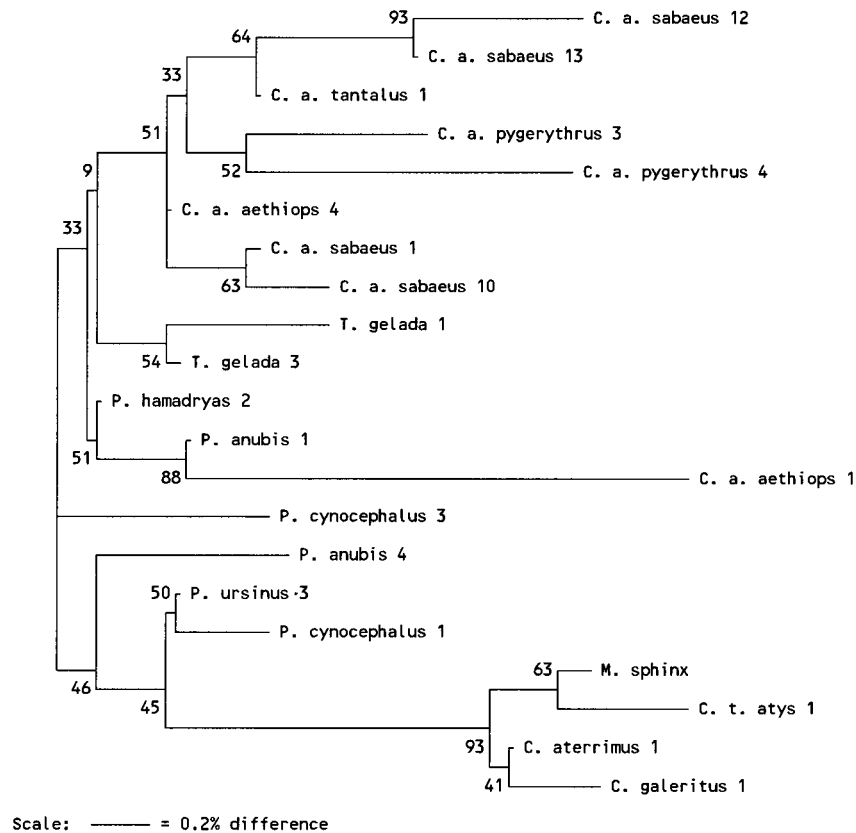 93
C. a. sabaeus 12
64
C. a. sabaeus 13
33
C. a. tantalus 1
51
C. a. pygerythrus 3
9
52
C. a. pygerythrus 4
C. a. aethiops 4
33
C. a. sabaeus 1
63
C. a. sabaeus 10
T. gelada 1
54
T. gelada 3
P. hamadryas 2
51
P. anubis 1
88
C. a. aethiops 1
P. cynocephalus 3
P. anubis 4
50
P. ursinus 3
P. cynocephalus 1
46
63
M. sphinx
45
C. t. atys 1
93
C. aterrimus 1
41
C. galeritus 1
Scale: = 0.2% difference